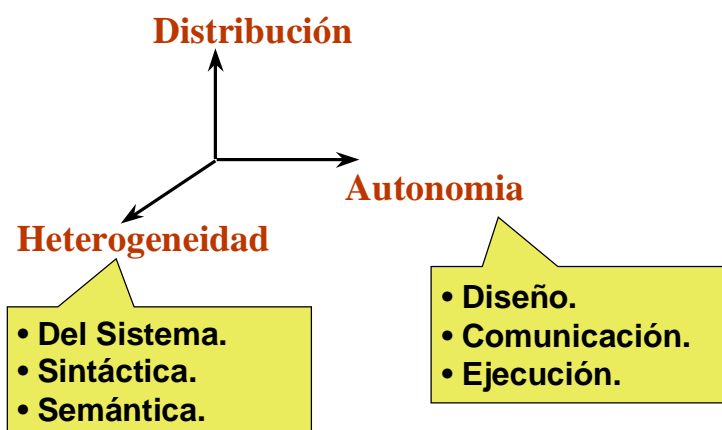 Distribución
Autonomia
Heterogeneidad
• Del Sistema.
• Sintáctica.
• Semántica.
• Diseño.
• Comunicación.
• Ejecución.